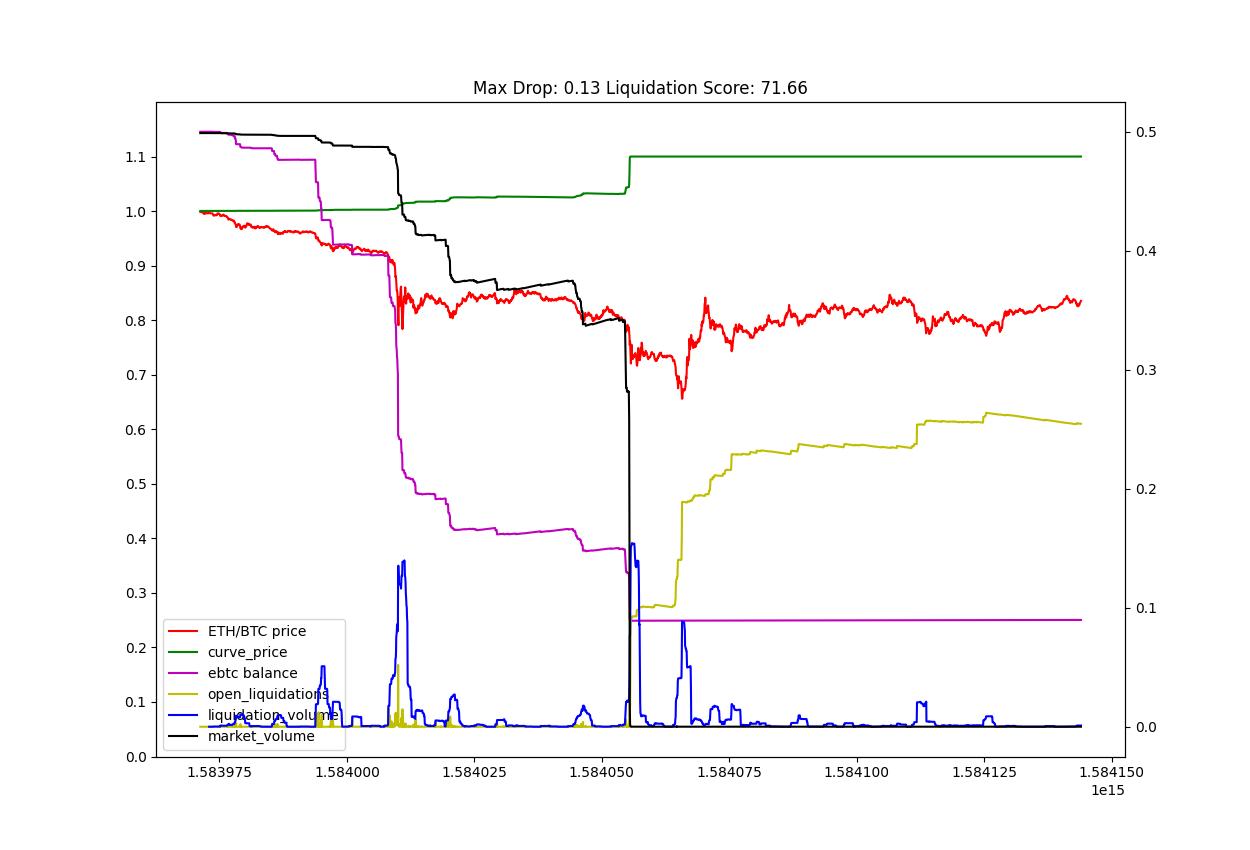 Max Drop: 0.13 Liquidation Score: 71.66
1.1
1.0
0.9
0.8
0.7
0.6
0.5
0.4
0.3
0.2
0.1
0.0
0.5
0.4
0.3
0.2
0.1
0.0
ETH/BTC price
curve_price
ebtc balance
open_liquidations
liquidation_volume
market_volume
1.583975 1.584000 1.584025 1.584050 1.584075 1.584100 1.584125 1.584150
1e15